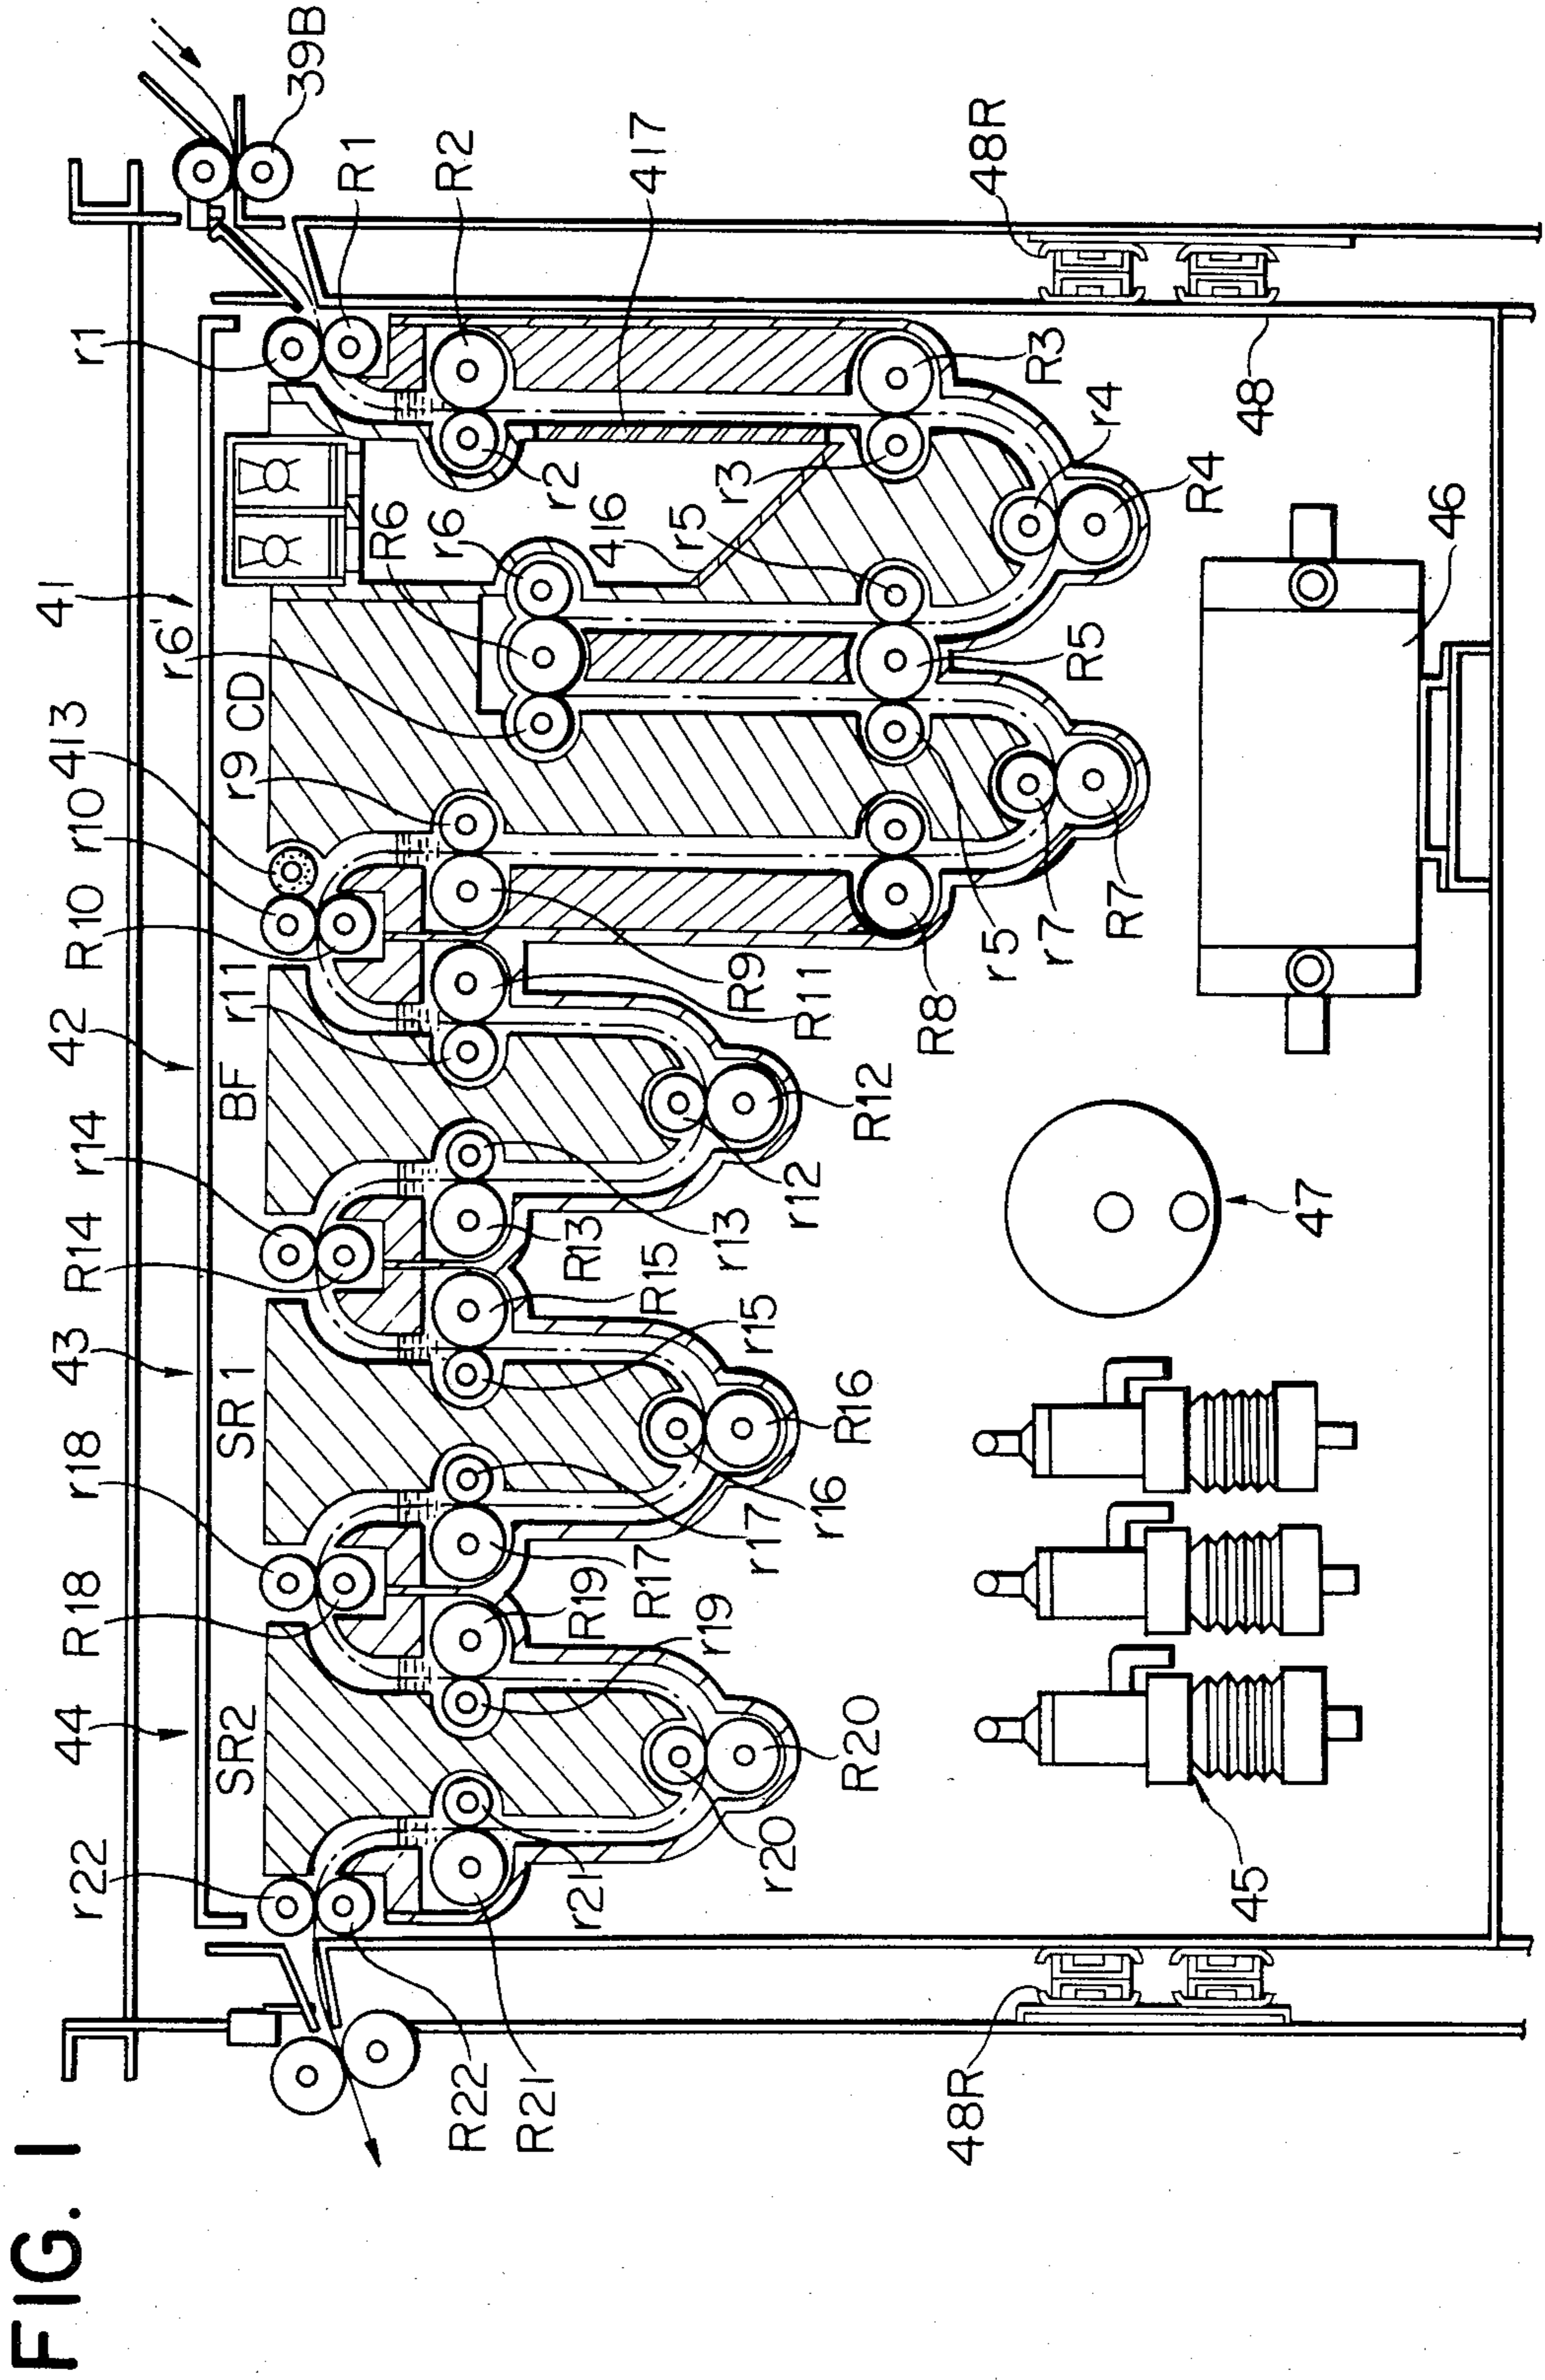 FIG. 1
r22
44
R18
r18
43
R14
r14
42
R10
r10
413
r6'
41
r1
39B
SR2
SR1
BF
r11
r9
CD
R6
r6
416
r5
r2
r3
R1
R2
417
48R
R3
r4
R4
48
46
R5
R7
r7
r5
R8
R9
R11
R12
r12
r13
R13
R15
r15
R16
r16
r17
R17
R19
r19
R20
r20
r21
R21
R22
48R
45
47